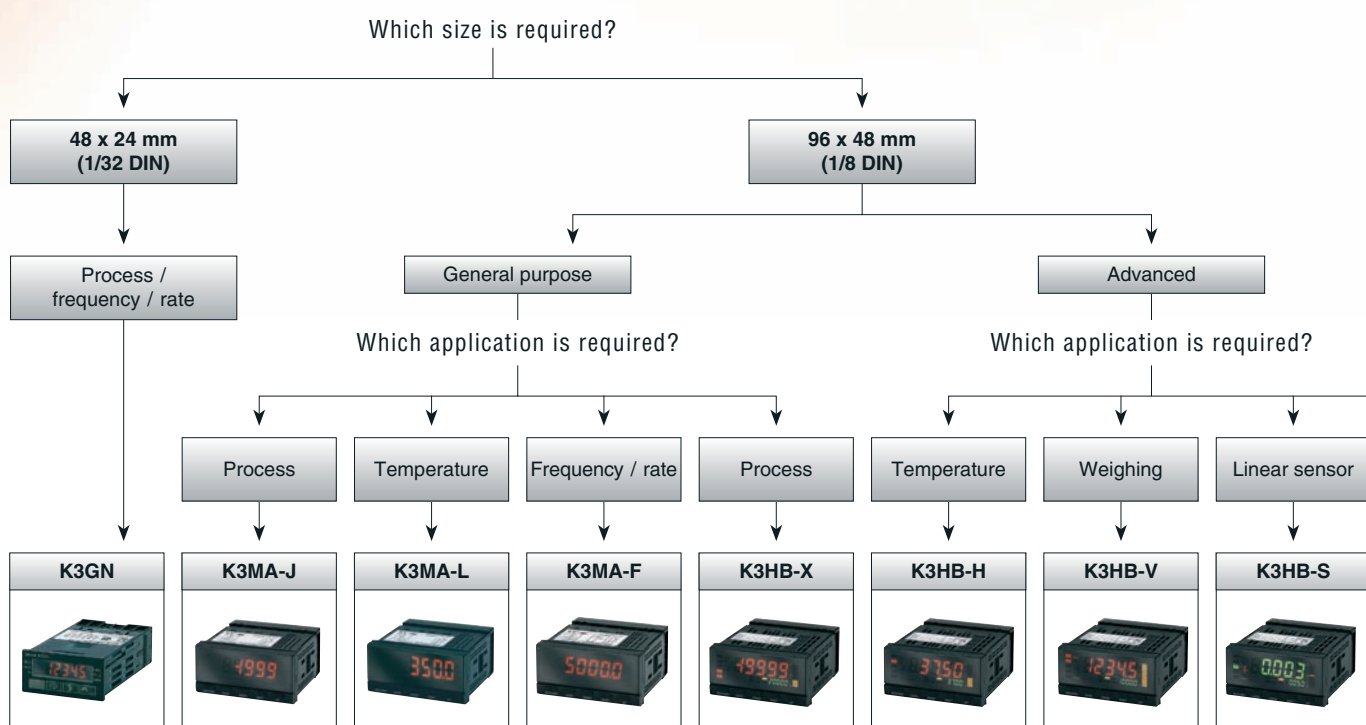 Which size is required?
48 x 24 mm
(1/32 DIN)
96 x 48 mm
(1/8 DIN)
Process /
frequency / rate
General purpose
Advanced
Which application is required?
Which application is required?
Process
Temperature
Frequency / rate
Process
Temperature
Weighing
Linear sensor
K3GN
K3MA-J
K3MA-L
K3MA-F
K3HB-X
K3HB-H
K3HB-V
K3HB-S
12345
-1999
350.0
5000.0
-19999
37.50
12345
0.003